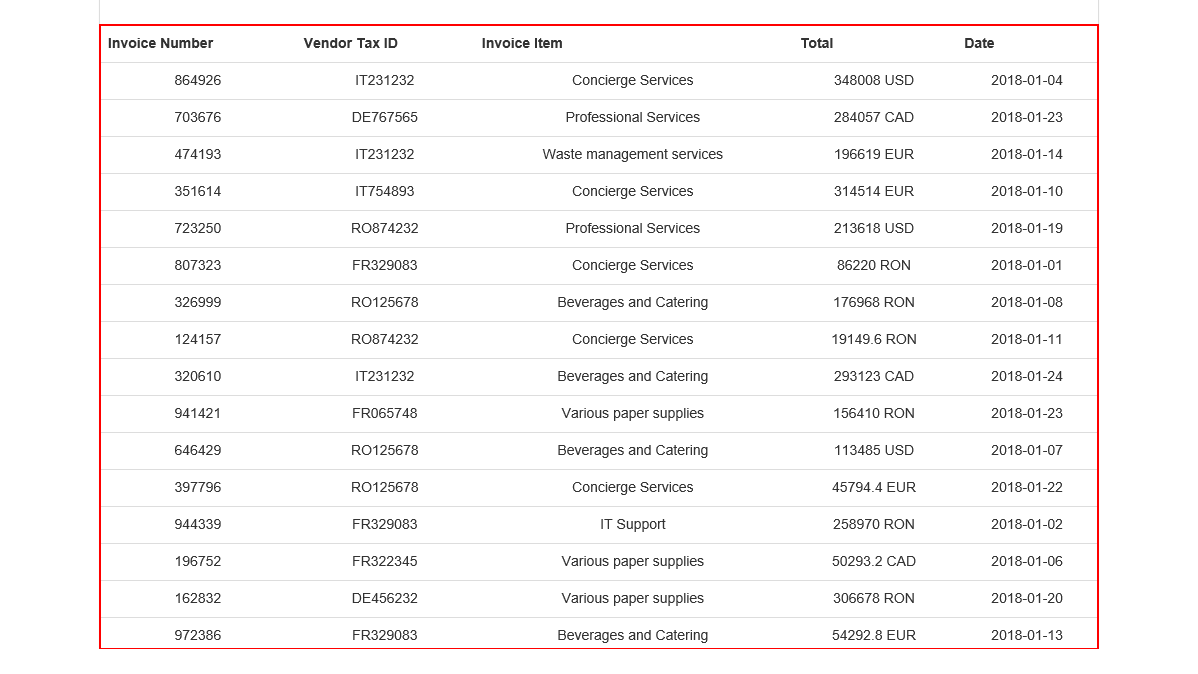 Invoice Number Vendor Tax ID Invoice Item Total Date
864926 IT231232 Concierge Services 348008 USD 2018-01-04
703676 DE767565 Professional Services 284057 CAD 2018-01-23
474193 IT231232 Waste management services 196619 EUR 2018-01-14
351614 IT754893 Concierge Services 314514 EUR 2018-01-10
723250 RO874232 Professional Services 213618 USD 2018-01-19
807323 FR329083 Concierge Services 86220 RON 2018-01-01
326999 RO125678 Beverages and Catering 176968 RON 2018-01-08
124157 RO874232 Concierge Services 19149.6 RON 2018-01-11
320610 IT231232 Beverages and Catering 293123 CAD 2018-01-24
941421 FR065748 Various paper supplies 156410 RON 2018-01-23
646429 RO125678 Beverages and Catering 113485 USD 2018-01-07
397796 RO125678 Concierge Services 45794.4 EUR 2018-01-22
944339 FR329083 IT Support 258970 RON 2018-01-02
196752 FR322345 Various paper supplies 50293.2 CAD 2018-01-06
162832 DE456232 Various paper supplies 306678 RON 2018-01-20
972386 FR329083 Beverages and Catering 54292.8 EUR 2018-01-13